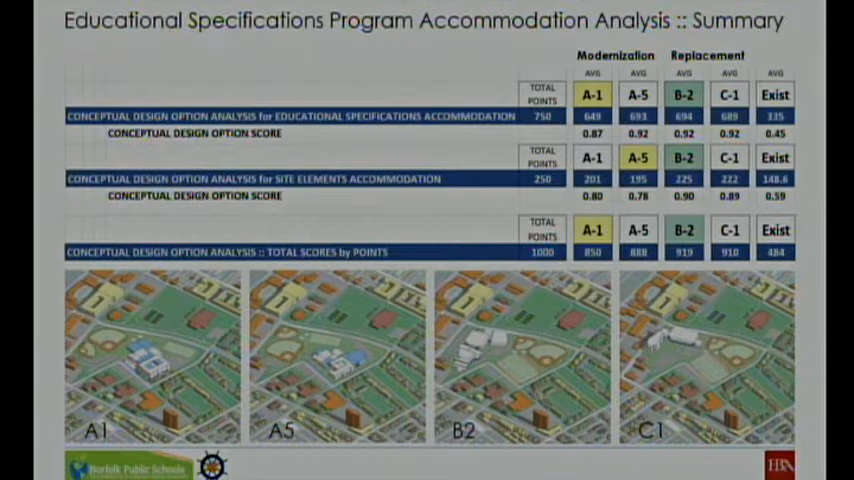 Educational Specifications Program Accommodation Analysis :: Summary
Modernization Replacement
AVG AVG AVG AVG AVG
TOTAL POINTS A-1 A-5 B-2 C-1 Exist
CONCEPTUAL DESIGN OPTION ANALYSIS for EDUCATIONAL SPECIFICATIONS ACCOMMODATION 750 649 693 694 689 335
CONCEPTUAL DESIGN OPTION SCORE 0.87 0.92 0.92 0.92 0.45
TOTAL POINTS A-1 A-5 B-2 C-1 Exist
CONCEPTUAL DESIGN OPTION ANALYSIS for SITE ELEMENTS ACCOMMODATION 250 201 195 225 222 148.6
CONCEPTUAL DESIGN OPTION SCORE 0.80 0.78 0.90 0.89 0.59
TOTAL POINTS A-1 A-5 B-2 C-1 Exist
CONCEPTUAL DESIGN OPTION ANALYSIS :: TOTAL SCORES by POINTS 1000 850 888 919 910 484
A1 A5 B2 C1
Norfolk Public Schools
HBA